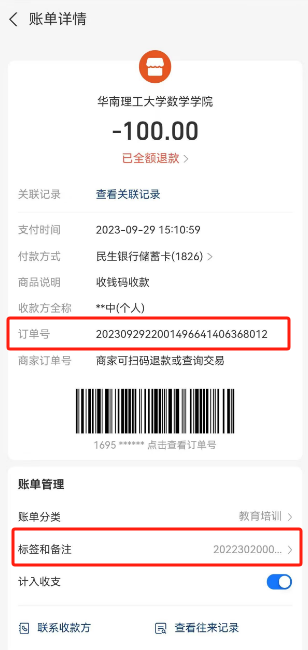 账单详情
华南理工大学数学学院
-100.00
已全额退款
关联记录 查看关联记录
支付时间 2023-09-29 15:10:59
付款方式 民生银行储蓄卡(1826)
商品说明 收钱码收款
收款方全称 **中(个人)
订单号 2023092922001496641406368012
商家订单号 商家可扫码退款或查询交易
1695 ****** 点击查看订单号
账单管理
账单分类 教育培训
标签和备注 2022302000...
计入收支
联系收款方 查看往来记录